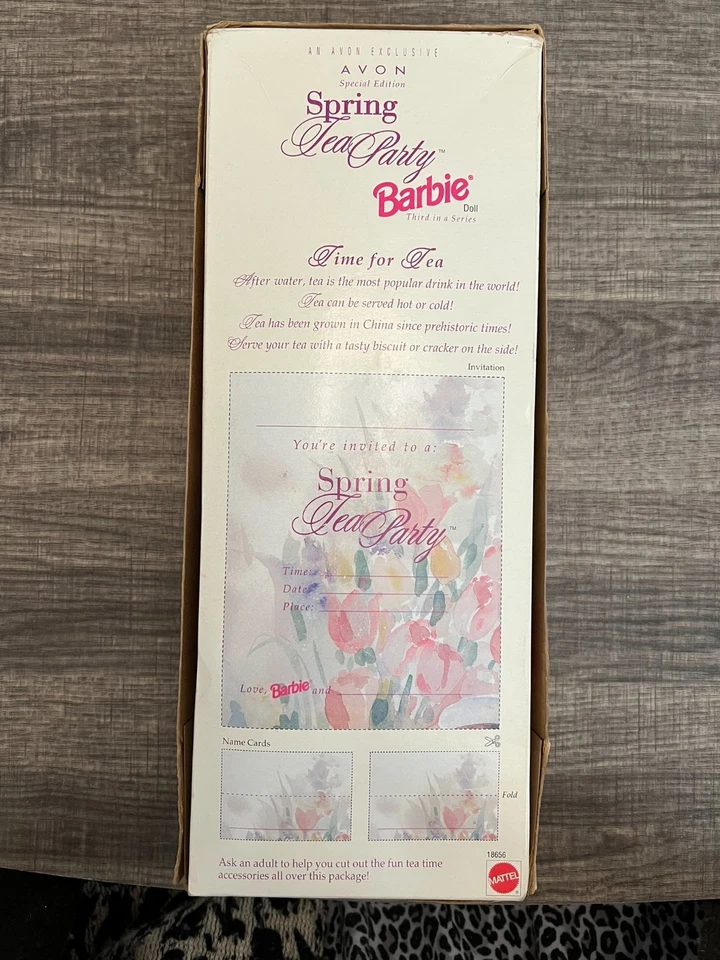 AN AVON EXCLUSIVE
AVON
Special Edition
Spring
Tea Party™
Barbie®
Doll
Third in a Series
Time for Tea
After water, tea is the most popular drink in the world!
Tea can be served hot or cold!
Tea has been grown in China since prehistoric times!
Serve your tea with a tasty biscuit or cracker on the side!
Invitation
You're invited to a:
Spring
Tea Party™
Time:
Date:
Place:
Love, Barbie® and
Name Cards
Fold
Ask an adult to help you cut out the fun tea time
accessories all over this package!
18656
MATTEL®